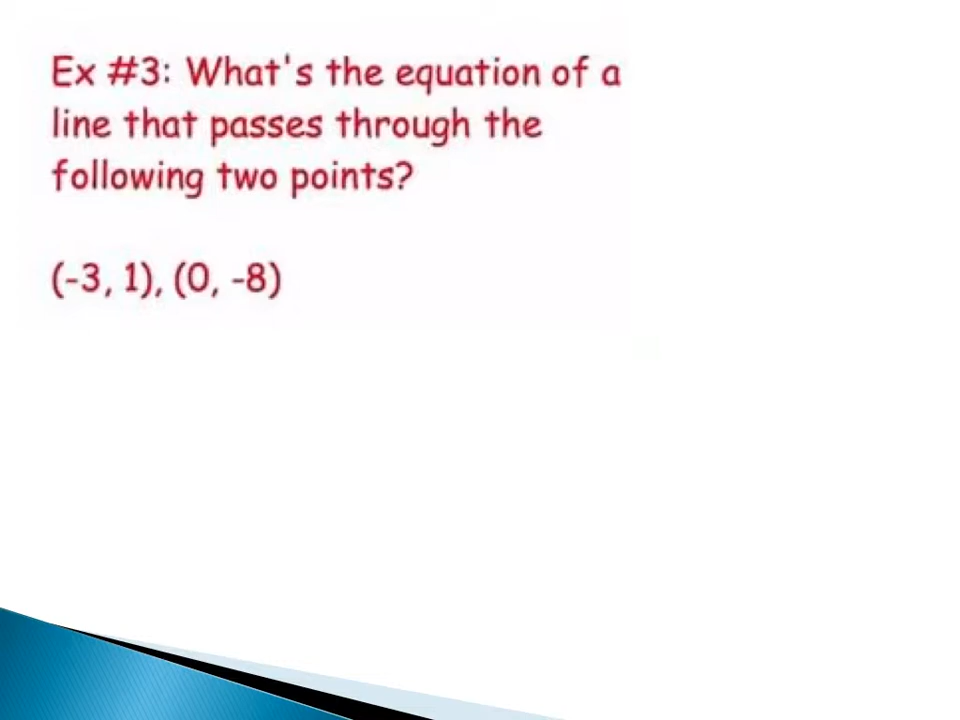 Ex #3: What's the equation of a
line that passes through the
following two points?
(-3, 1), (0, -8)